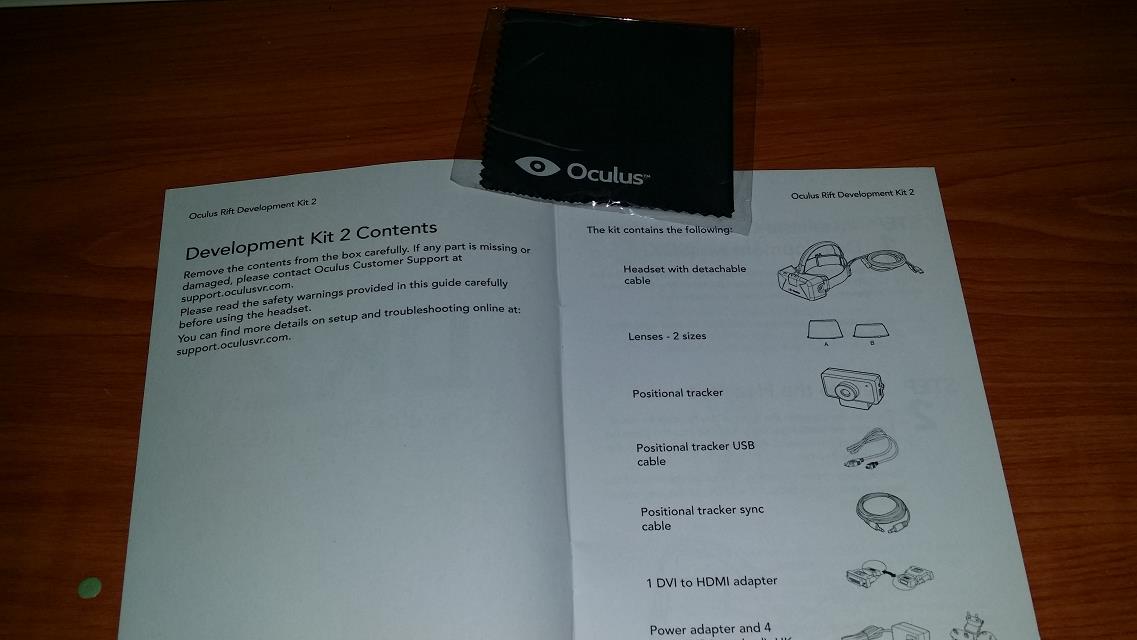 Oculus™
Oculus Rift Development Kit 2
Development Kit 2 Contents
Remove the contents from the box carefully. If any part is missing or
damaged, please contact Oculus Customer Support at
support.oculusvr.com.
Please read the safety warnings provided in this guide carefully
before using the headset.
You can find more details on setup and troubleshooting online at:
support.oculusvr.com.
Oculus Rift Development Kit 2
The kit contains the following:
Headset with detachable
cable
Lenses - 2 sizes
A B
Positional tracker
Positional tracker USB
cable
Positional tracker sync
cable
1 DVI to HDMI adapter
Power adapter and 4